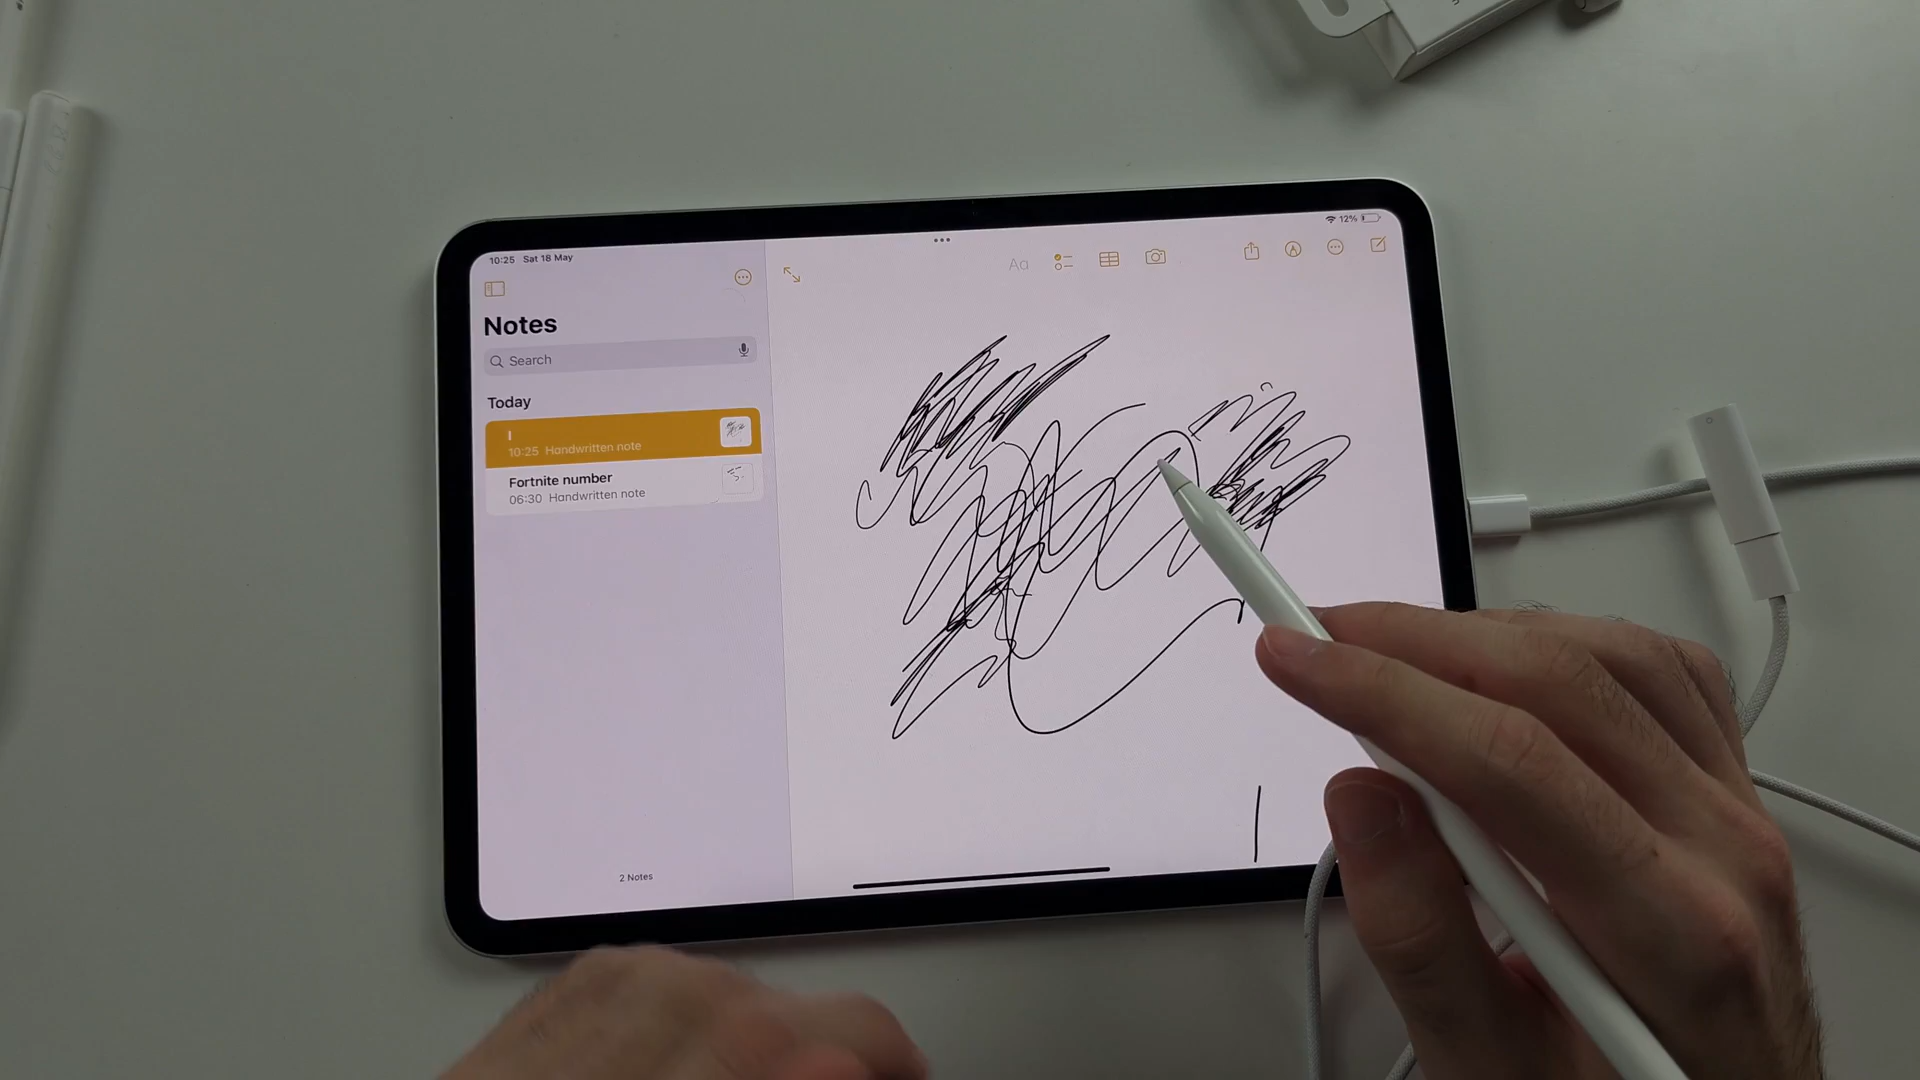 10:25 Sat 18 May
12%
Aa
Notes
Search
Today
I
10:25 Handwritten note
Fortnite number
06:30 Handwritten note
2 Notes